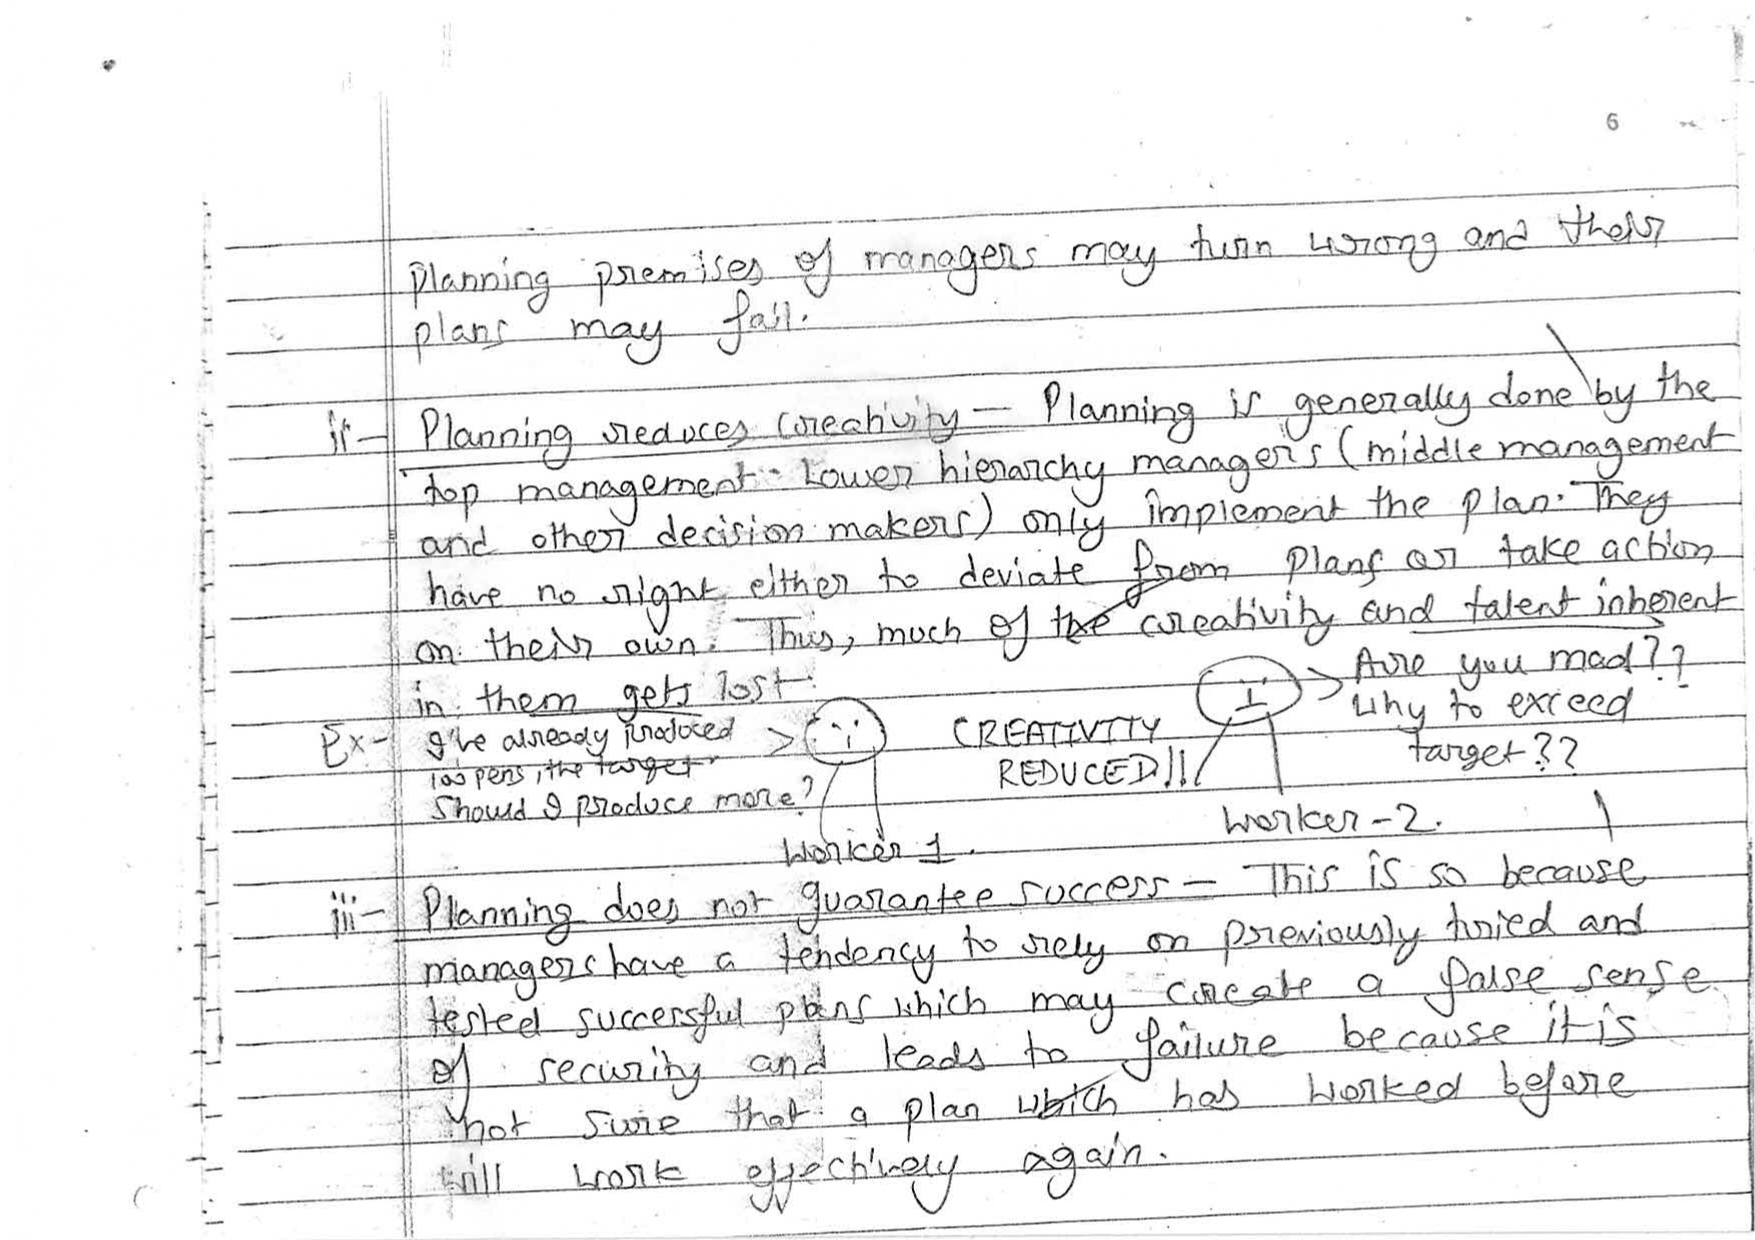 6
Planning premises of managers may turn wrong and their
plans may fail.
ii- Planning reduces creativity — Planning is generally done by the
top management. Lower hierarchy managers (middle management
and other decision makers) only implement the plan. They
have no right either to deviate from plans or take action
on their own. Thus, much of the creativity and talent inherent
in them gets lost.
Ex- I've already produced
100 pens, the target.
Should I produce more?
Worker 1.
CREATIVITY
REDUCED!!!
Are you mad??
Why to exceed
target??
Worker-2.
iii- Planning does not guarantee success — This is so because
managers have a tendency to rely on previously tried and
tested successful plans which may create a false sense
of security and leads to failure because it is
not sure that a plan which has worked before
will work effectively again.